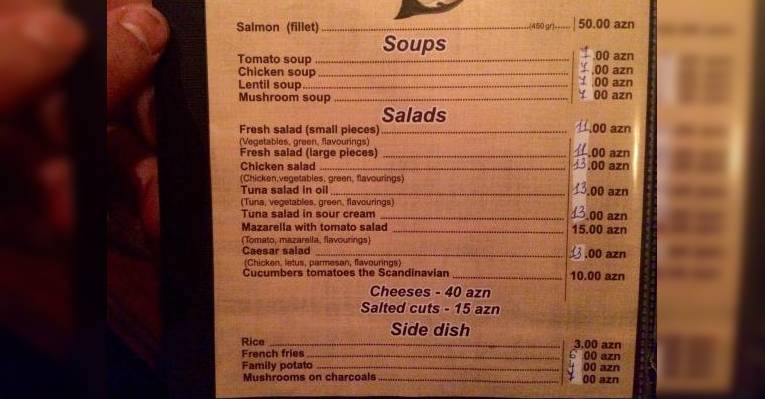 Salmon (fillet) (450 gr) 50.00 azn
Soups
Tomato soup 7.00 azn
Chicken soup 7.00 azn
Lentil soup 7.00 azn
Mushroom soup 7 00 azn
Salads
Fresh salad (small pieces) 11.00 azn
(Vegetables, green, flavourings)
Fresh salad (large pieces) 11.00 azn
Chicken salad 13.00 azn
(Chicken,vegetables, green, flavourings)
Tuna salad in oil 13.00 azn
(Tuna, vegetables, green, flavourings)
Tuna salad in sour cream 13.00 azn
Mazarella with tomato salad 15.00 azn
(Tomato, mazarella, flavourings)
Caesar salad 13.00 azn
(Chicken, letus, parmesan, flavourings)
Cucumbers tomatoes the Scandinavian 10.00 azn
Cheeses - 40 azn
Salted cuts - 15 azn
Side dish
Rice 3.00 azn
French fries 00 azn
Family potato 00 azn
Mushrooms on charcoals 00 azn